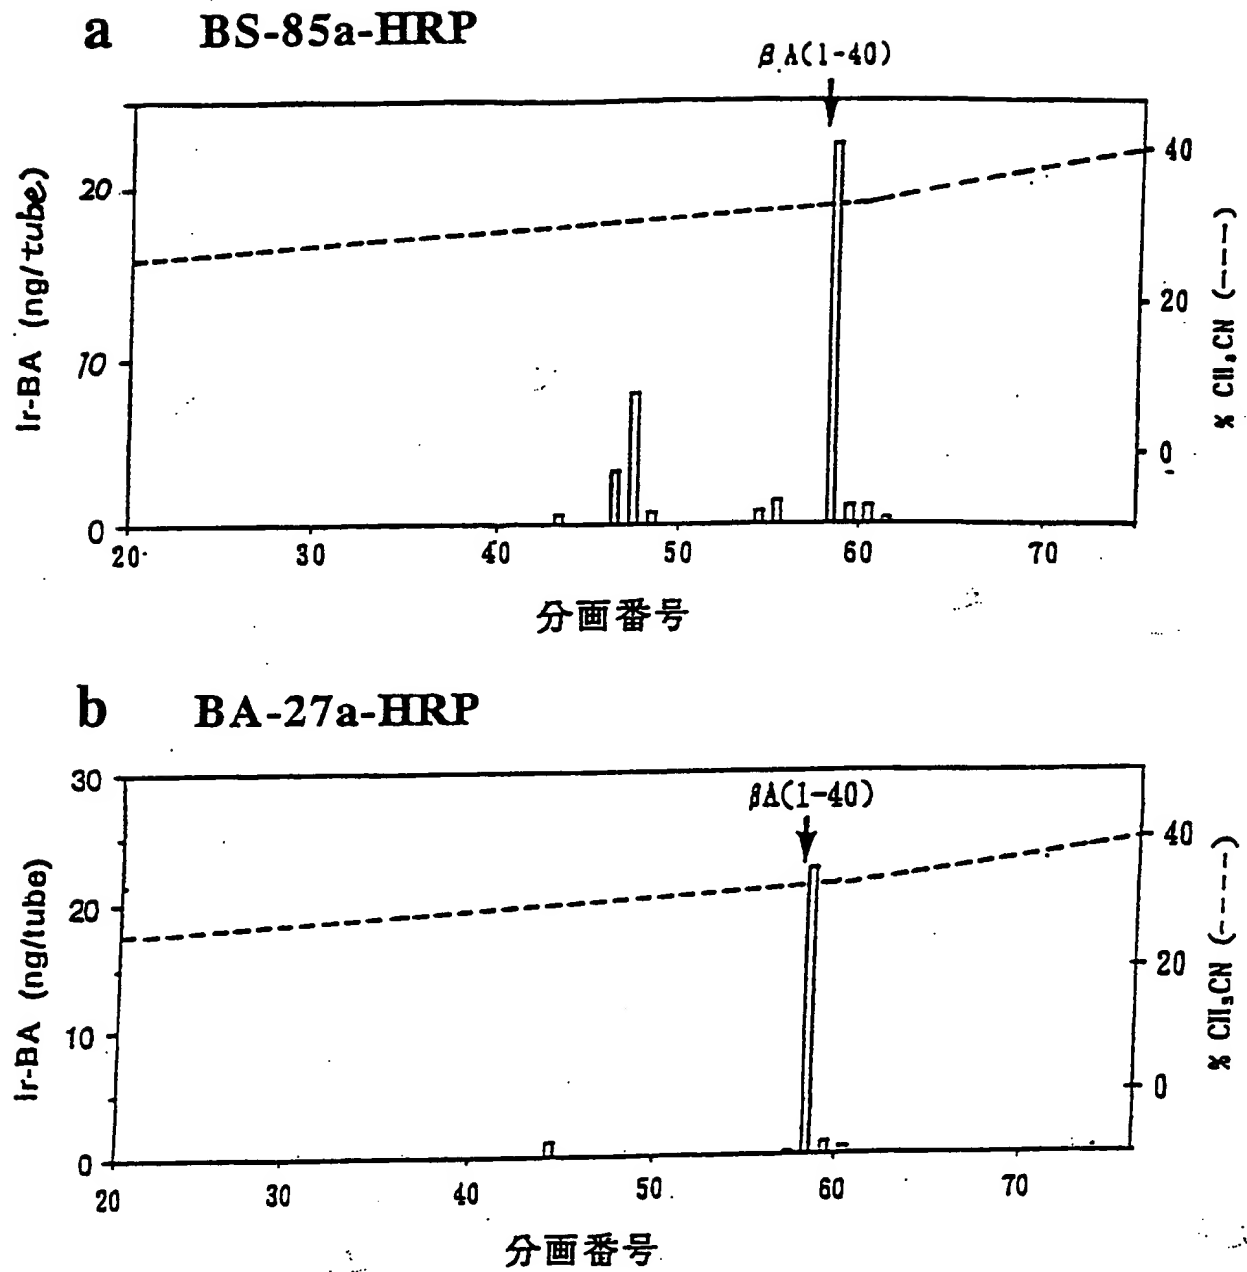 a BS-85a-HRP
β A(1-40)
Ir-BA (ng/tube)
20
10
0
40
20
0
% CH₃CN (---)
20 30 40 50 60 70
分画番号
b BA-27a-HRP
βA(1-40)
Ir-BA (ng/tube)
30
20
10
0
40
20
0
% CH₃CN (----)
20 30 40 50 60 70
分画番号